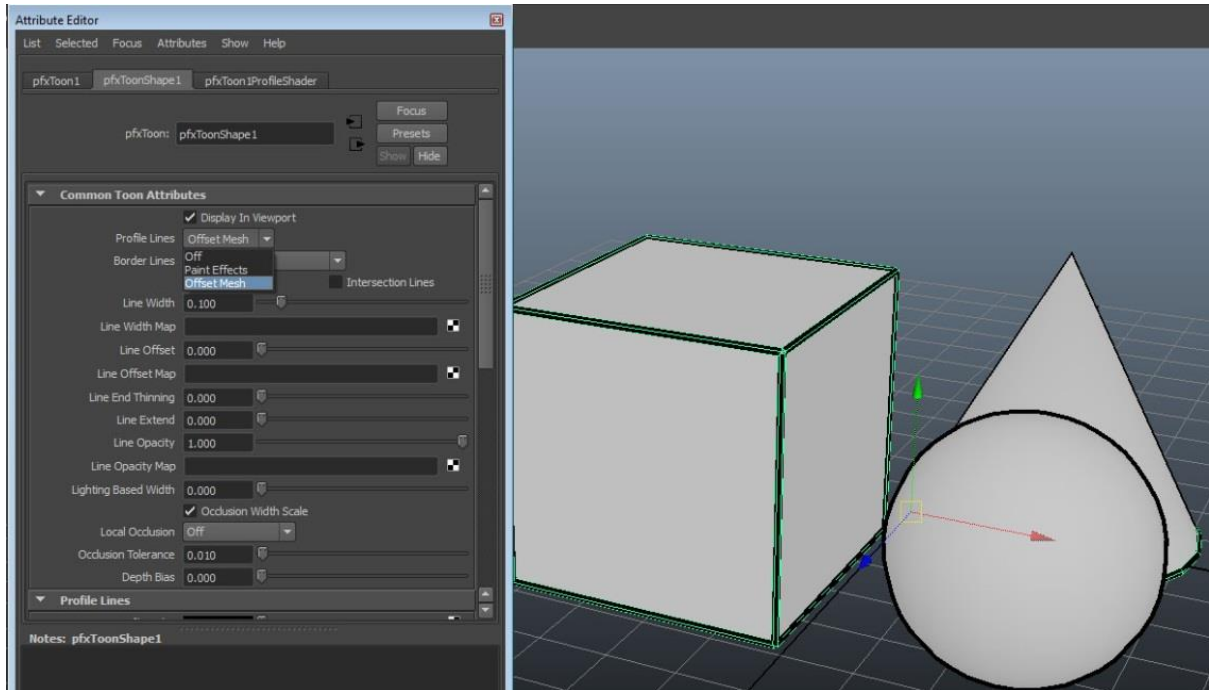 Attribute Editor
List Selected Focus Attributes Show Help
pfxToon1 pfxToonShape1 pfxToon1ProfileShader
Focus
pfxToon: pfxToonShape1
Presets
Show Hide
Common Toon Attributes
Display In Viewport
Profile Lines Offset Mesh
Off
Border Lines
Paint Effects
Offset Mesh
Intersection Lines
Line Width 0.100
Line Width Map
Line Offset 0.000
Line Offset Map
Line End Thinning 0.000
Line Extend 0.000
Line Opacity 1.000
Line Opacity Map
Lighting Based Width 0.000
Occlusion Width Scale
Local Occlusion Off
Occlusion Tolerance 0.010
Depth Bias 0.000
Profile Lines
Notes: pfxToonShape1